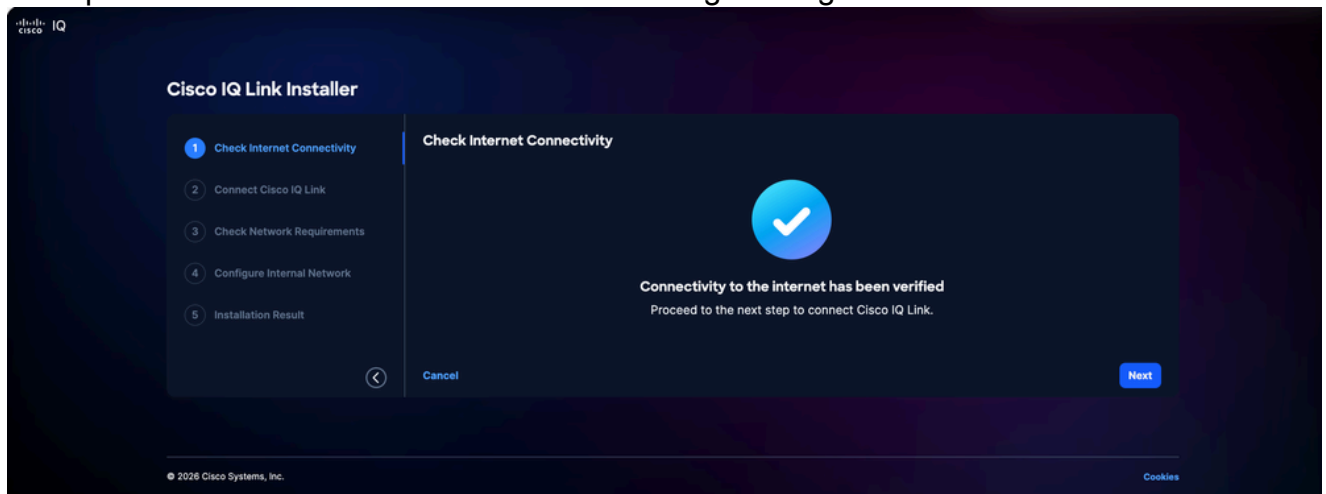 cisco IQ
Cisco IQ Link Installer
1 Check Internet Connectivity
2 Connect Cisco IQ Link
3 Check Network Requirements
4 Configure Internal Network
5 Installation Result
Check Internet Connectivity
Connectivity to the internet has been verified
Proceed to the next step to connect Cisco IQ Link.
Cancel
Next
© 2026 Cisco Systems, Inc.
Cookies